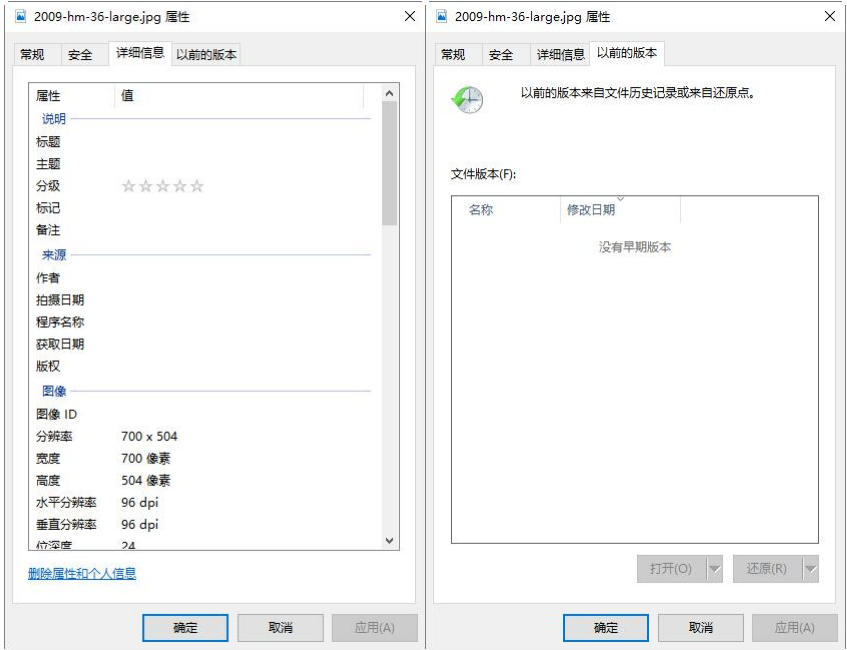 2009-hm-36-large.jpg 属性
常规 安全 详细信息 以前的版本
属性 值
说明
标题
主题
分级
标记
备注
来源
作者
拍摄日期
程序名称
获取日期
版权
图像
图像 ID
分辨率 700 x 504
宽度 700 像素
高度 504 像素
水平分辨率 96 dpi
垂直分辨率 96 dpi
位深度 24
删除属性和个人信息
确定 取消 应用(A)
2009-hm-36-large.jpg 属性
常规 安全 详细信息 以前的版本
以前的版本来自文件历史记录或来自还原点。
文件版本(F):
名称 修改日期
没有早期版本
打开(O) 还原(R)
确定 取消 应用(A)